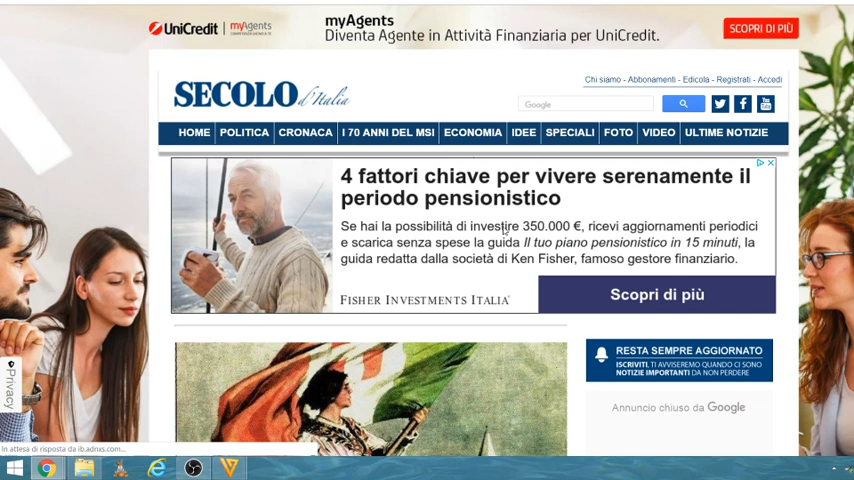 UniCredit myAgents
myAgents
Diventa Agente in Attività Finanziaria per UniCredit.
SCOPRI DI PIÙ
Chi siamo - Abbonamenti - Edicola - Registrati - Accedi
SECOLO d'Italia
Google
HOME POLITICA CRONACA I 70 ANNI DEL MSI ECONOMIA IDEE SPECIALI FOTO VIDEO ULTIME NOTIZIE
4 fattori chiave per vivere serenamente il
periodo pensionistico
Se hai la possibilità di investire 350.000 €, ricevi aggiornamenti periodici
e scarica senza spese la guida Il tuo piano pensionistico in 15 minuti, la
guida redatta dalla società di Ken Fisher, famoso gestore finanziario.
FISHER INVESTMENTS ITALIA
Scopri di più
RESTA SEMPRE AGGIORNATO
ISCRIVITI, TI AVVISEREMO QUANDO CI SONO
NOTIZIE IMPORTANTI DA NON PERDERE
Privacy
Annuncio chiuso da Google
In attesa di risposta da ib.adnxs.com...